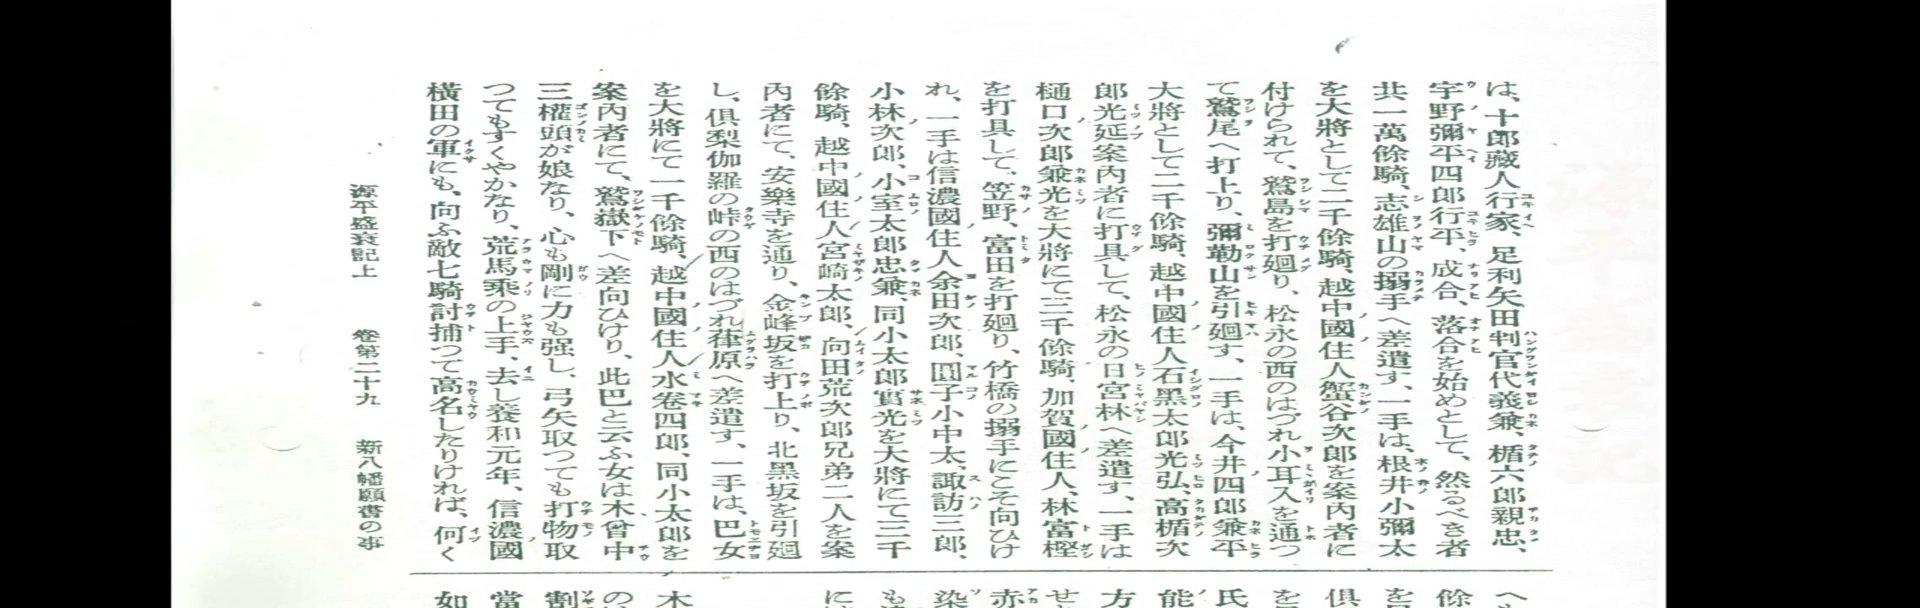 は、十郎藏人行家、足利矢田判官代義兼、楯六郎親忠、
宇野彌平四郎行平、成合、落合を始めとして、然るべき者
共一萬餘騎、志雄山の搦手へ差遣す、一手は、根井小彌太
を大將として二千餘騎、越中國住人蟹谷次郎を案內者に
付けられて、鷲島を打廻り、松永の西のはづれ小耳入を通つ
て鷲尾へ打上り、彌勒山を引廻す、一手は、今井四郎兼平
大將として二千餘騎、越中國住人石黑太郎光弘、高楯次
郎光延案內者に打具して、松永の日宮林へ差遣す、一手は
樋口次郎兼光を大將にて三千餘騎、加賀國住人、林富樫
を打具して、笠野、富田を打廻り、竹橋の搦手にこそ向ひけ
れ、一手は信濃國住人余田次郎、圓子小中太、諏訪三郎、
小林次郎、小室太郎忠兼、同小太郎實光を大將にて三千
餘騎、越中國住人宮崎太郎、向田荒次郎兄弟二人を案
內者にて、安樂寺を通り、金峰坂を打上り、北黑坂を引廻
し、俱梨伽羅の峠の西のはづれ葎原へ差遣す、一手は、巴女
を大將にて一千餘騎、越中國住人水卷四郎、同小太郎を
案內者にて、鷲嶽下へ差向ひけり、此巴と云ふ女は木曾中
三權頭が娘なり、心も剛に力も强し、弓矢取つても打物取
つてもすくやかなり、荒馬乘の上手、去し養和元年、信濃國
橫田の軍にも、向ふ敵七騎討捕つて高名したりければ、何く
源平盛衰記上　卷第二十九　新八幡願書の事